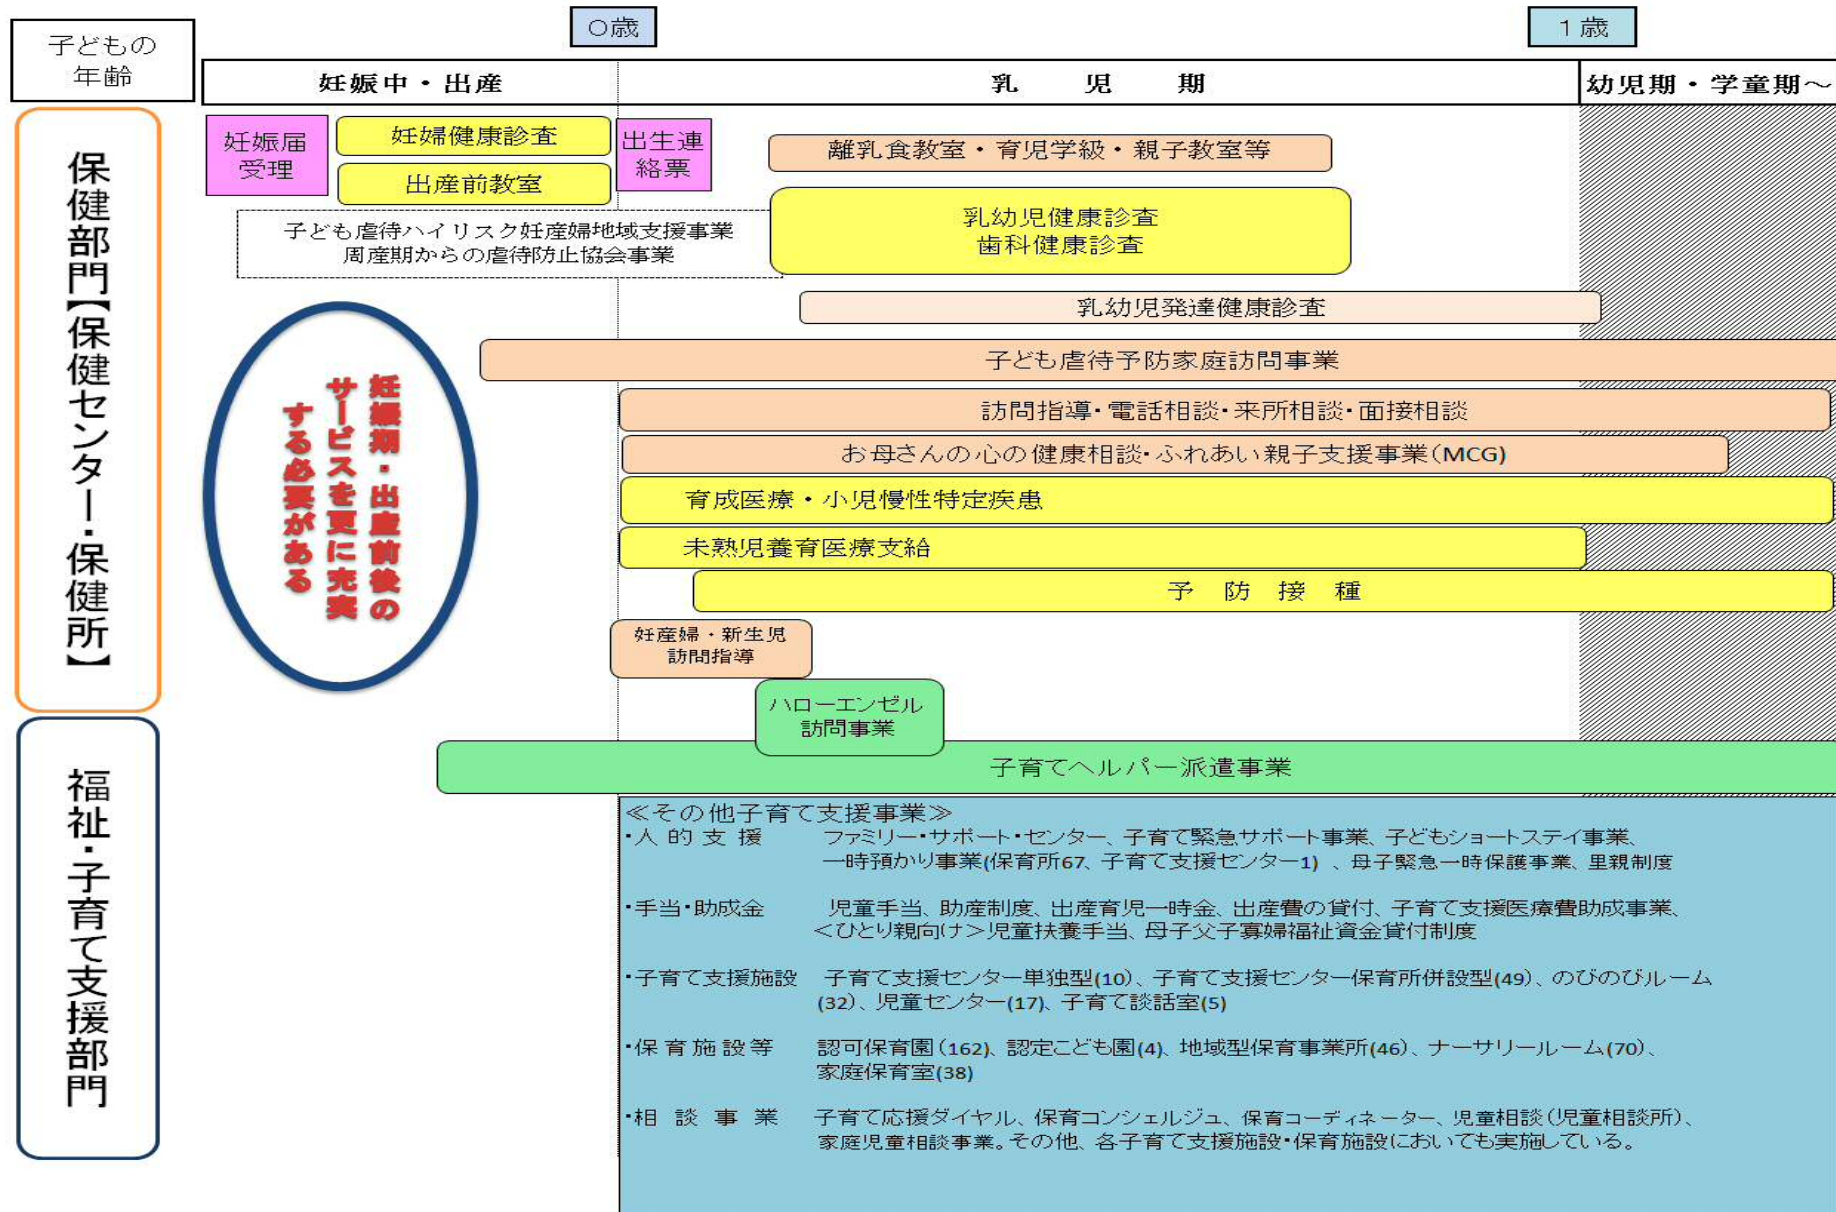 子どもの
年齢
０歳
１歳
妊娠中・出産
乳　児　期
幼児期・学童期～
保健部門【保健センター・保健所】
妊娠届
受理
妊婦健康診査
出産前教室
出生連
絡票
離乳食教室・育児学級・親子教室等
子ども虐待ハイリスク妊産婦地域支援事業
周産期からの虐待防止協会事業
乳幼児健康診査
歯科健康診査
乳幼児発達健康診査
子ども虐待予防家庭訪問事業
訪問指導・電話相談・来所相談・面接相談
お母さんの心の健康相談・ふれあい親子支援事業（MCG)
育成医療・小児慢性特定疾患
未熟児養育医療支給
予　防　接　種
妊娠期・出産前後の
サービスを更に充実
する必要がある
妊産婦・新生児
訪問指導
ハローエンゼル
訪問事業
子育てヘルパー派遣事業
福祉・子育て支援部門
≪その他子育て支援事業≫
・人 的 支 援　ファミリー・サポート・センター、子育て緊急サポート事業、子どもショートステイ事業、
一時預かり事業(保育所67、子育て支援センター1) 、母子緊急一時保護事業、里親制度
・手当・助成金　児童手当、助産制度、出産育児一時金、出産費の貸付、子育て支援医療費助成事業、
＜ひとり親向け＞児童扶養手当、母子父子寡婦福祉資金貸付制度
・子育て支援施設　子育て支援センター単独型(10)、子育て支援センター保育所併設型(49)、のびのびルーム
(32)、児童センター(17)、子育て談話室(5)
・保 育 施 設 等　認可保育園（162)、認定こども園(4)、地域型保育事業所(46）、ナーサリールーム(70）、
家庭保育室(38)
・相 談 事 業　子育て応援ダイヤル、保育コンシェルジュ、保育コーディネーター、児童相談（児童相談所）、
家庭児童相談事業。その他、各子育て支援施設・保育施設においても実施している。